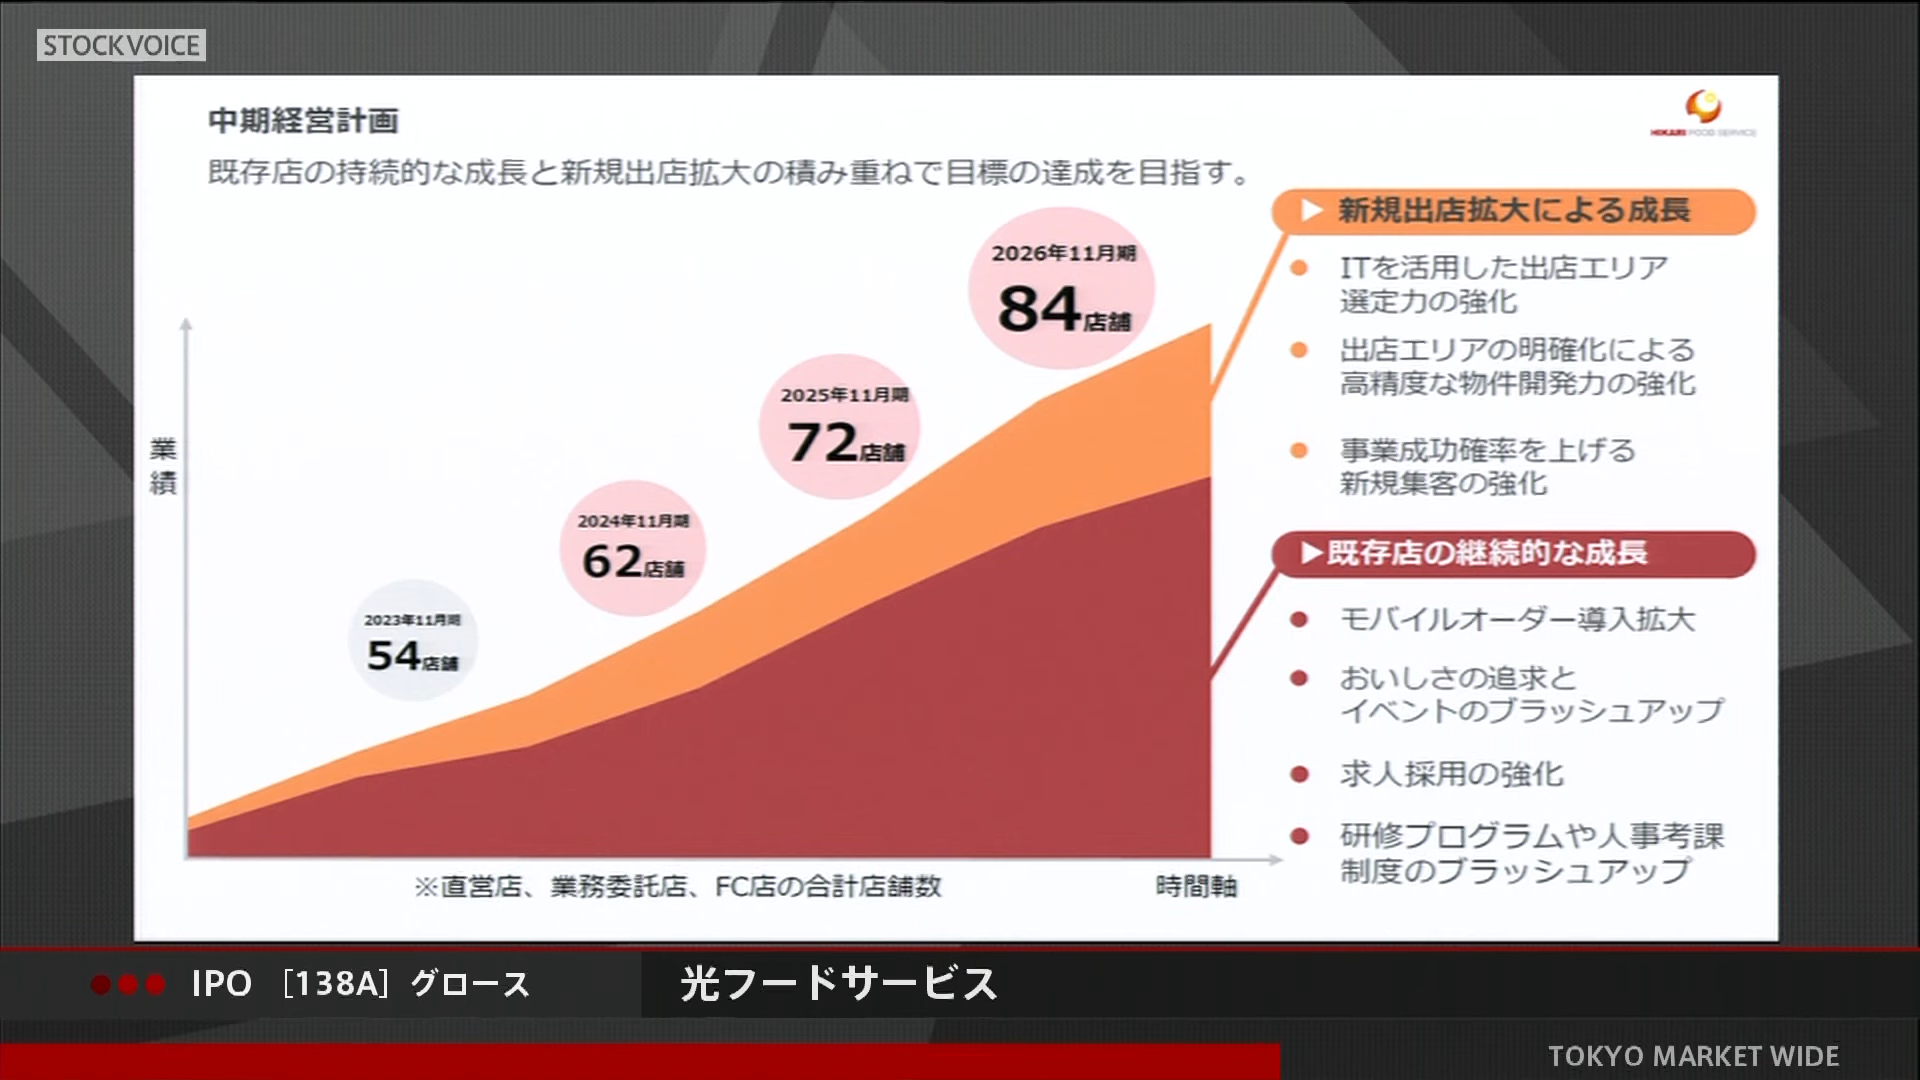 STOCKVOICE
中期経営計画
HIKARI FOOD SERVICE
既存店の持続的な成長と新規出店拡大の積み重ねで目標の達成を目指す。
2026年11月期
84店舗
2025年11月期
72店舗
2024年11月期
62店舗
2023年11月期
54店舗
業
績
※直営店、業務委託店、FC店の合計店舗数
時間軸
▶ 新規出店拡大による成長
● ITを活用した出店エリア
選定力の強化
● 出店エリアの明確化による
高精度な物件開発力の強化
● 事業成功確率を上げる
新規集客の強化
▶既存店の継続的な成長
● モバイルオーダー導入拡大
● おいしさの追求と
イベントのブラッシュアップ
● 求人採用の強化
● 研修プログラムや人事考課
制度のブラッシュアップ
IPO [138A] グロース
光フードサービス
TOKYO MARKET WIDE